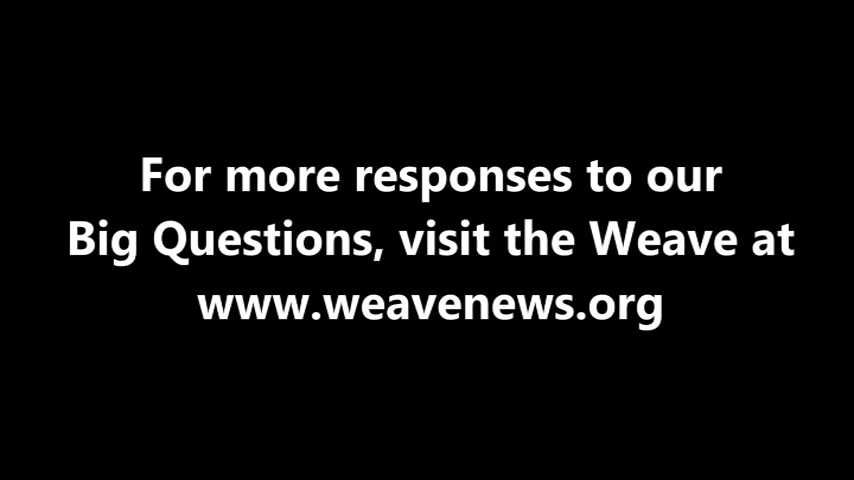 For more responses to our
Big Questions, visit the Weave at
www.weavenews.org